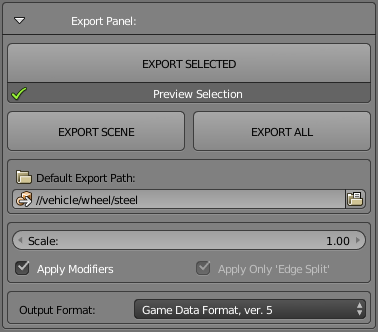 Export Panel:
EXPORT SELECTED
Preview Selection
EXPORT SCENE
EXPORT ALL
Default Export Path:
//vehicle/wheel/steel
Scale: 1.00
Apply Modifiers
Apply Only 'Edge Split'
Output Format: Game Data Format, ver. 5